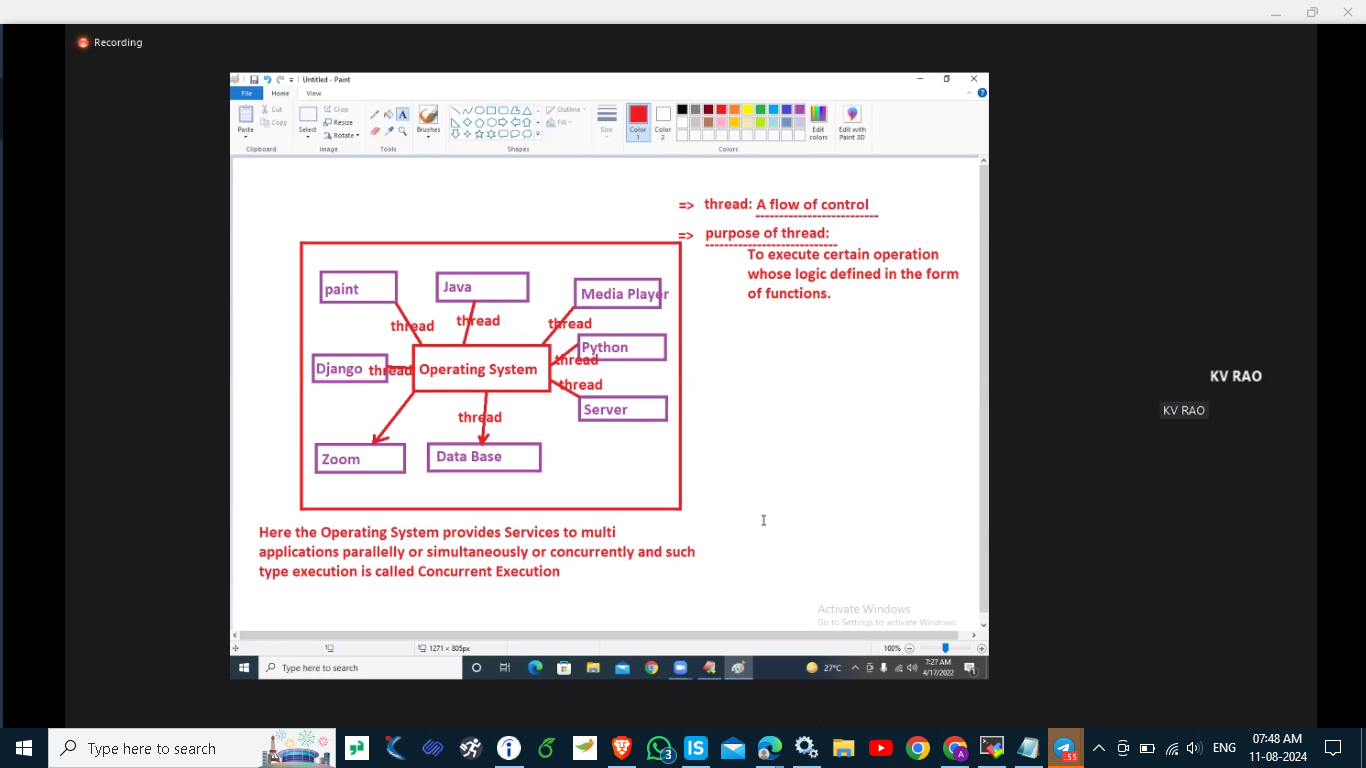 Recording
Untitled - Paint
File Home View
Cut
Copy
Paste
Clipboard
Crop
Resize
Rotate
Select
Image
A
Tools
Brushes
Outline
Fill
Shapes
Size
Color 1
Color 2
Colors
Edit colors
Edit with Paint 3D
=> thread: A flow of control
=> purpose of thread:
To execute certain operation
whose logic defined in the form
of functions.
paint
Java
Media Player
thread
thread
thread
Python
Django
thread
Operating System
thread
thread
Server
thread
Zoom
Data Base
Here the Operating System provides Services to multi
applications parallelly or simultaneously or concurrently and such
type execution is called Concurrent Execution
Activate Windows
Go to Settings to activate Windows.
1271 × 805px
100%
Type here to search
27°C
7:27 AM
4/17/2022
1
KV RAO
KV RAO
Type here to search
3
IS
A
.55
ENG
07:48 AM
11-08-2024